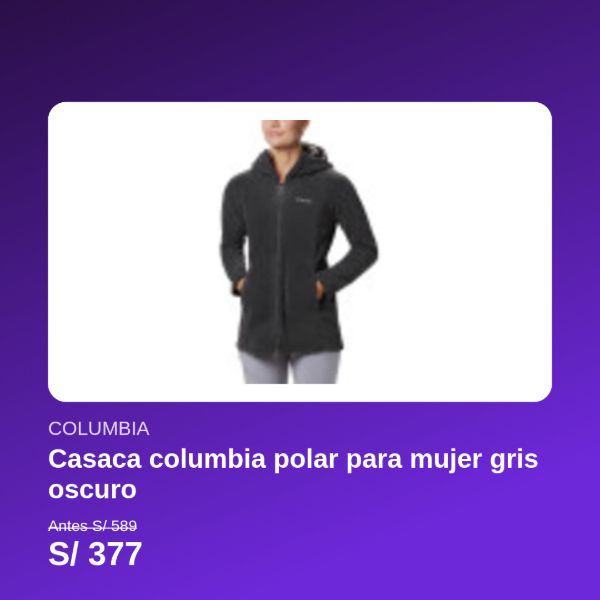 COLUMBIA
Casaca columbia polar para mujer gris
oscuro
Antes S/ 589
S/ 377